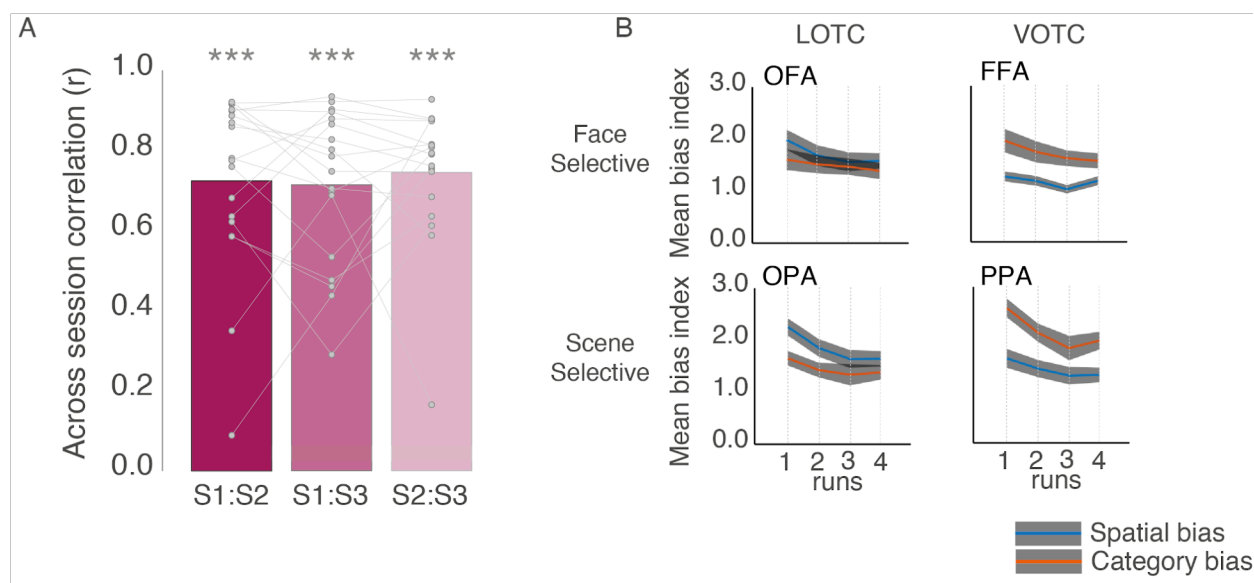 A
Across session correlation (r)
1.0
0.8
0.6
0.4
0.2
0.0
*** *** ***
S1:S2 S1:S3 S2:S3
B
LOTC VOTC
Face
Selective
Mean bias index
3.0
2.0
1.0
0.0
OFA
FFA
Scene
Selective
Mean bias index
3.0
2.0
1.0
0.0
OPA
PPA
1 2 3 4
runs
1 2 3 4
runs
Spatial bias
Category bias